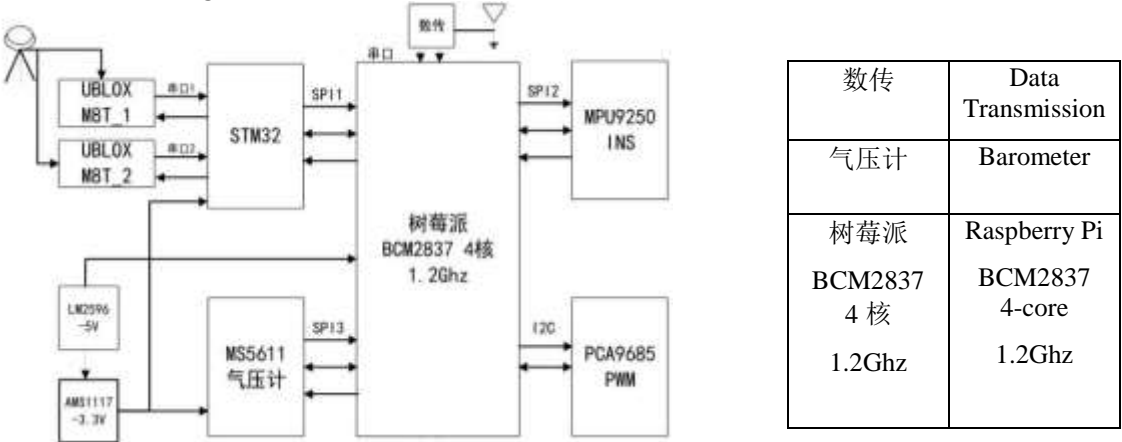 数传
串口
UBLOX
M8T_1
串口1
UBLOX
M8T_2
串口2
STM32
SPI1
SPI2
MPU9250
INS
树莓派
BCM2837 4核
1.2Ghz
LM2596
-5V
AMS1117
-3.3V
MS5611
气压计
SPI3
I2C
PCA9685
PWM
数传
Data
Transmission
气压计
Barometer
树莓派
BCM2837
4 核
1.2Ghz
Raspberry Pi
BCM2837
4-core
1.2Ghz